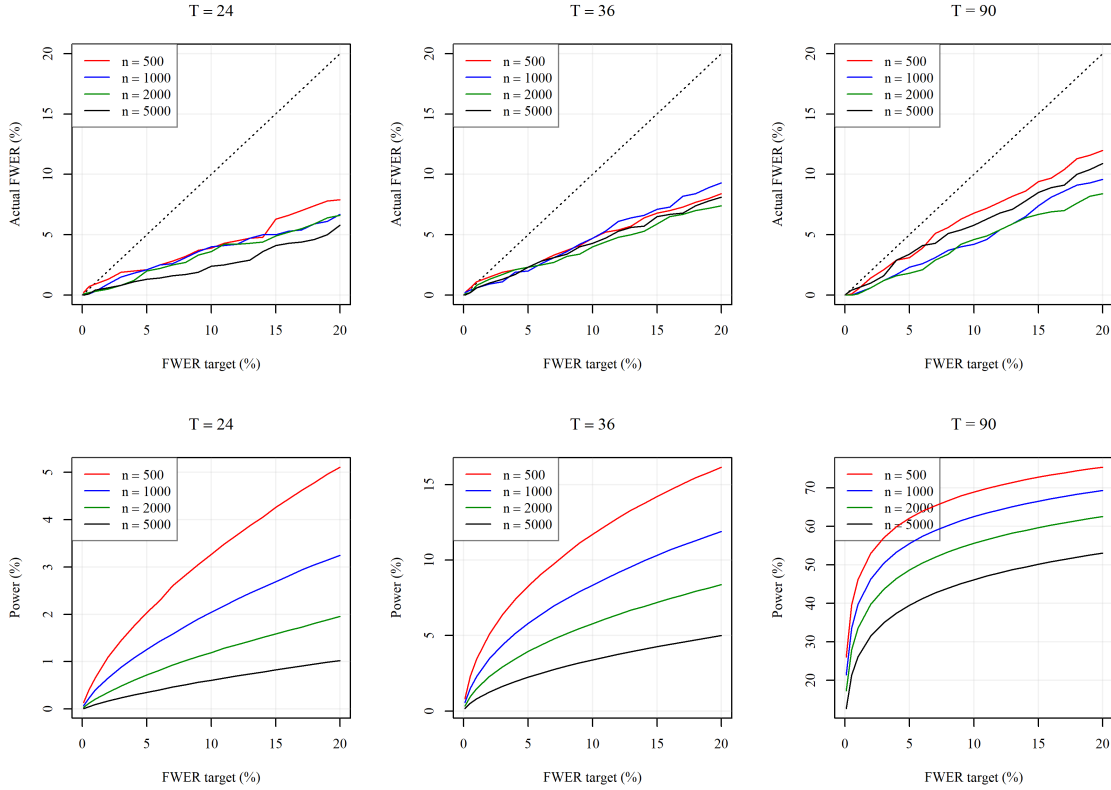 T = 24
T = 36
T = 90
Actual FWER (%)
0
5
10
15
20
n = 500
n = 1000
n = 2000
n = 5000
0
5
10
15
20
FWER target (%)
Actual FWER (%)
0
5
10
15
20
n = 500
n = 1000
n = 2000
n = 5000
0
5
10
15
20
FWER target (%)
Actual FWER (%)
0
5
10
15
20
n = 500
n = 1000
n = 2000
n = 5000
0
5
10
15
20
FWER target (%)
T = 24
T = 36
T = 90
Power (%)
0
1
2
3
4
5
n = 500
n = 1000
n = 2000
n = 5000
0
5
10
15
20
FWER target (%)
Power (%)
0
5
10
15
n = 500
n = 1000
n = 2000
n = 5000
0
5
10
15
20
FWER target (%)
Power (%)
20
30
40
50
60
70
n = 500
n = 1000
n = 2000
n = 5000
0
5
10
15
20
FWER target (%)